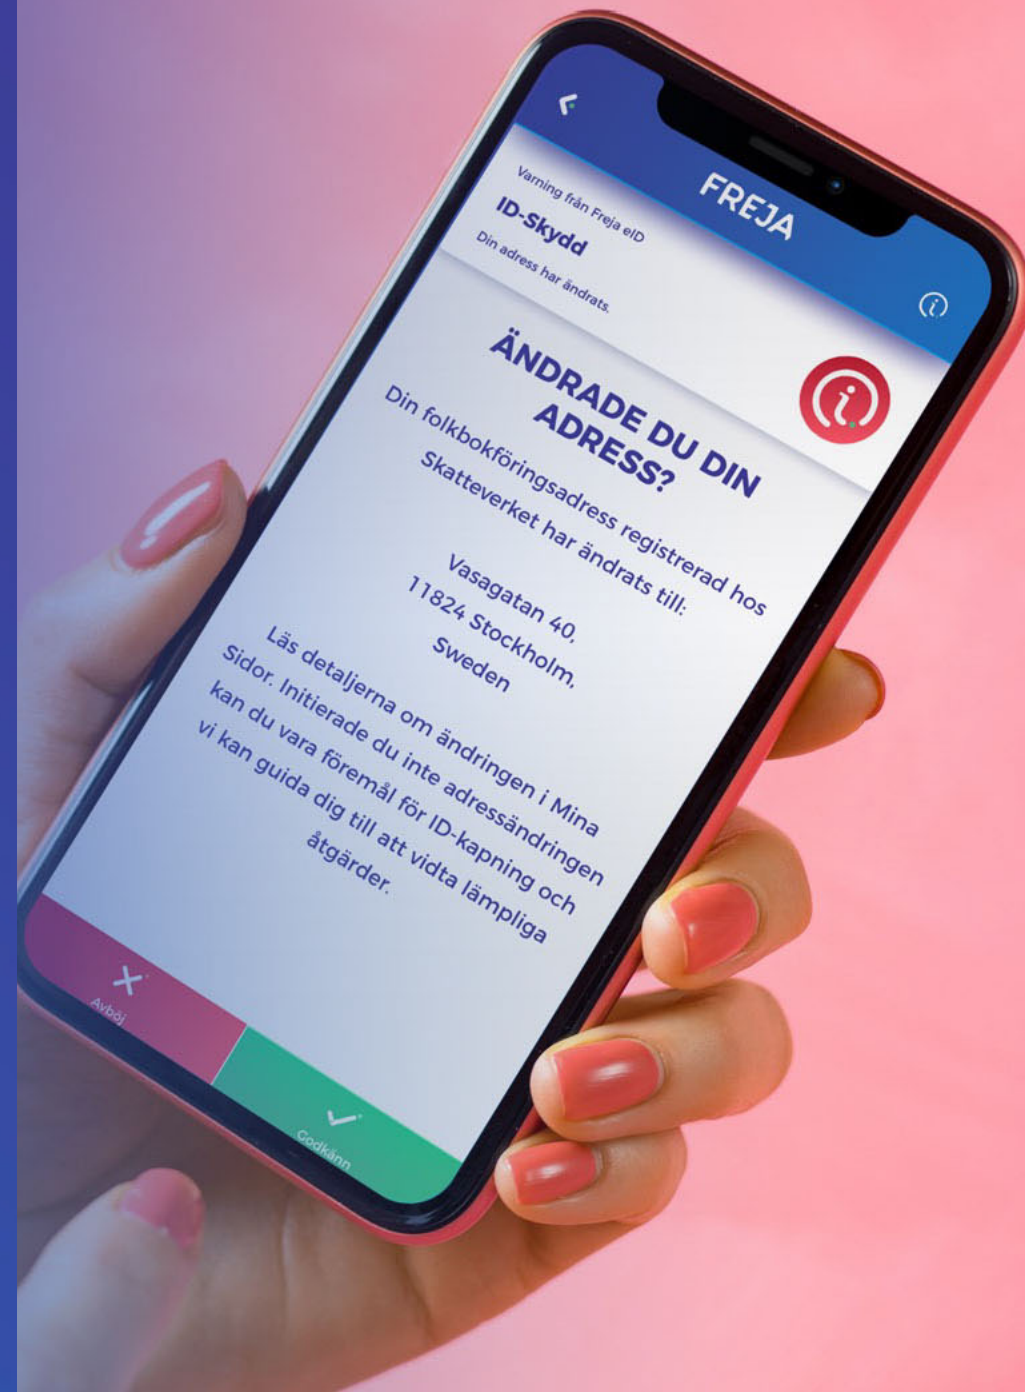 FREJA
Varning från Freja eID
ID-Skydd
Din adress har ändrats.
ÄNDRADE DU DIN
ADRESS?
Din folkbokföringsadress registrerad hos
Skatteverket har ändrats till:
Vasagatan 40,
11824 Stockholm,
Sweden
Läs detaljerna om ändringen i Mina
Sidor. Initierade du inte adressändringen
kan du vara föremål för ID-kapning och
vi kan guida dig till att vidta lämpliga
åtgärder.
Avböj
Godkänn